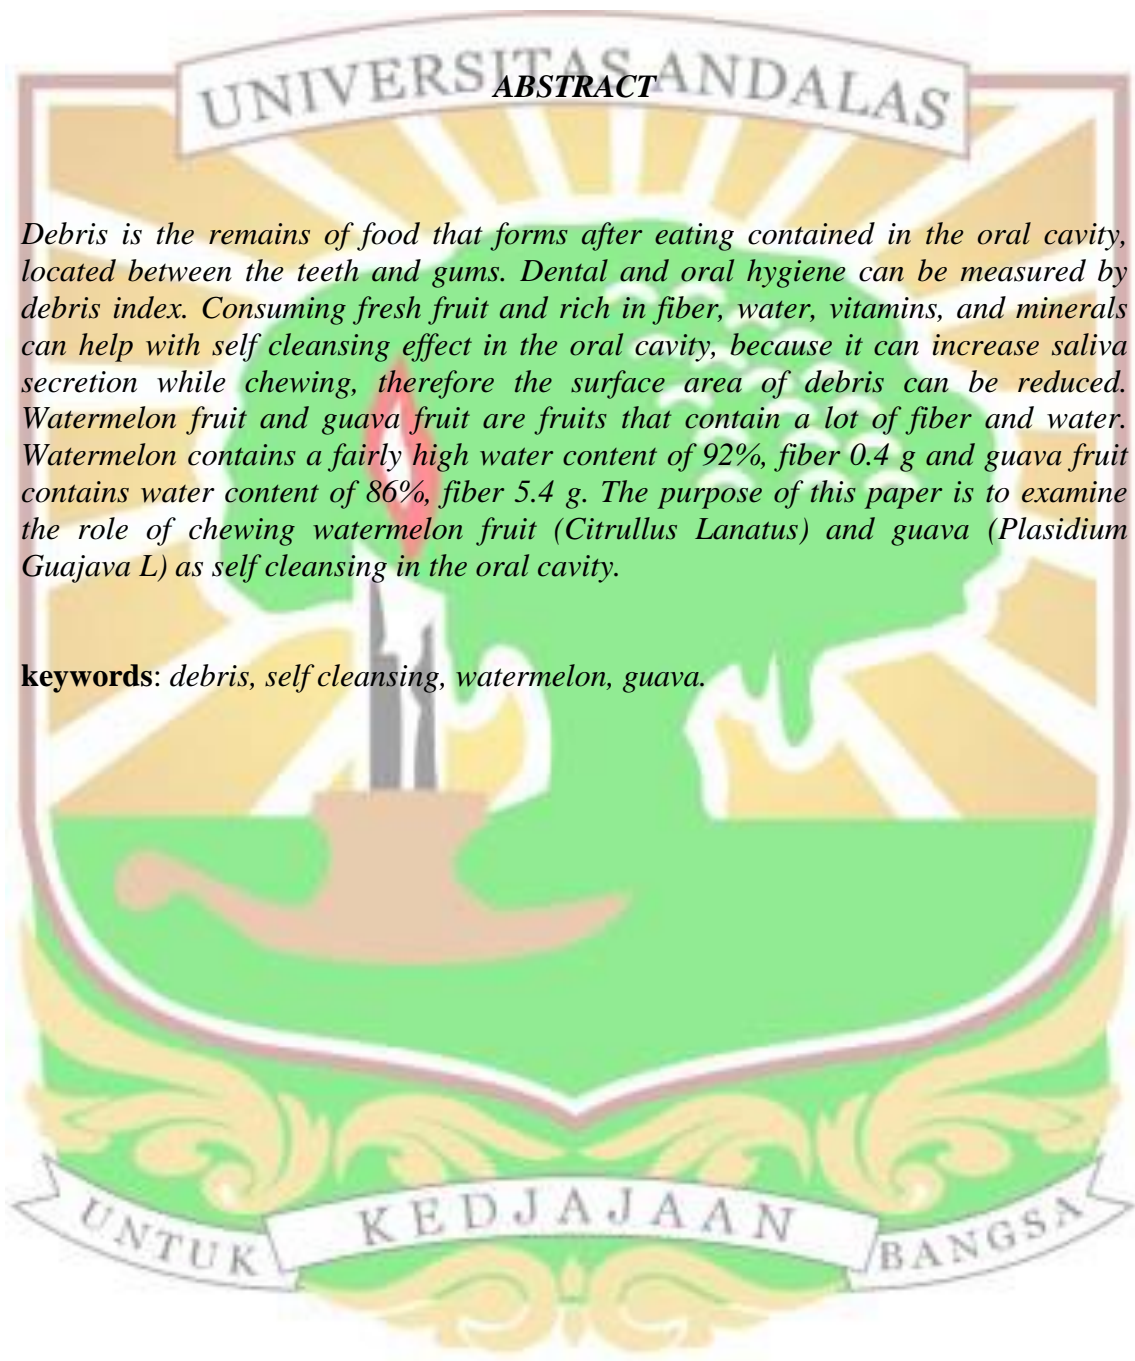 UNIVERSITAS ANDALAS
ABSTRACT
Debris is the remains of food that forms after eating contained in the oral cavity,
located between the teeth and gums. Dental and oral hygiene can be measured by
debris index. Consuming fresh fruit and rich in fiber, water, vitamins, and minerals
can help with self cleansing effect in the oral cavity, because it can increase saliva
secretion while chewing, therefore the surface area of debris can be reduced.
Watermelon fruit and guava fruit are fruits that contain a lot of fiber and water.
Watermelon contains a fairly high water content of 92%, fiber 0.4 g and guava fruit
contains water content of 86%, fiber 5.4 g. The purpose of this paper is to examine
the role of chewing watermelon fruit (Citrullus Lanatus) and guava (Plasidium
Guajava L) as self cleansing in the oral cavity.
keywords: debris, self cleansing, watermelon, guava.
UNTUK KEDJAJAAN BANGSA